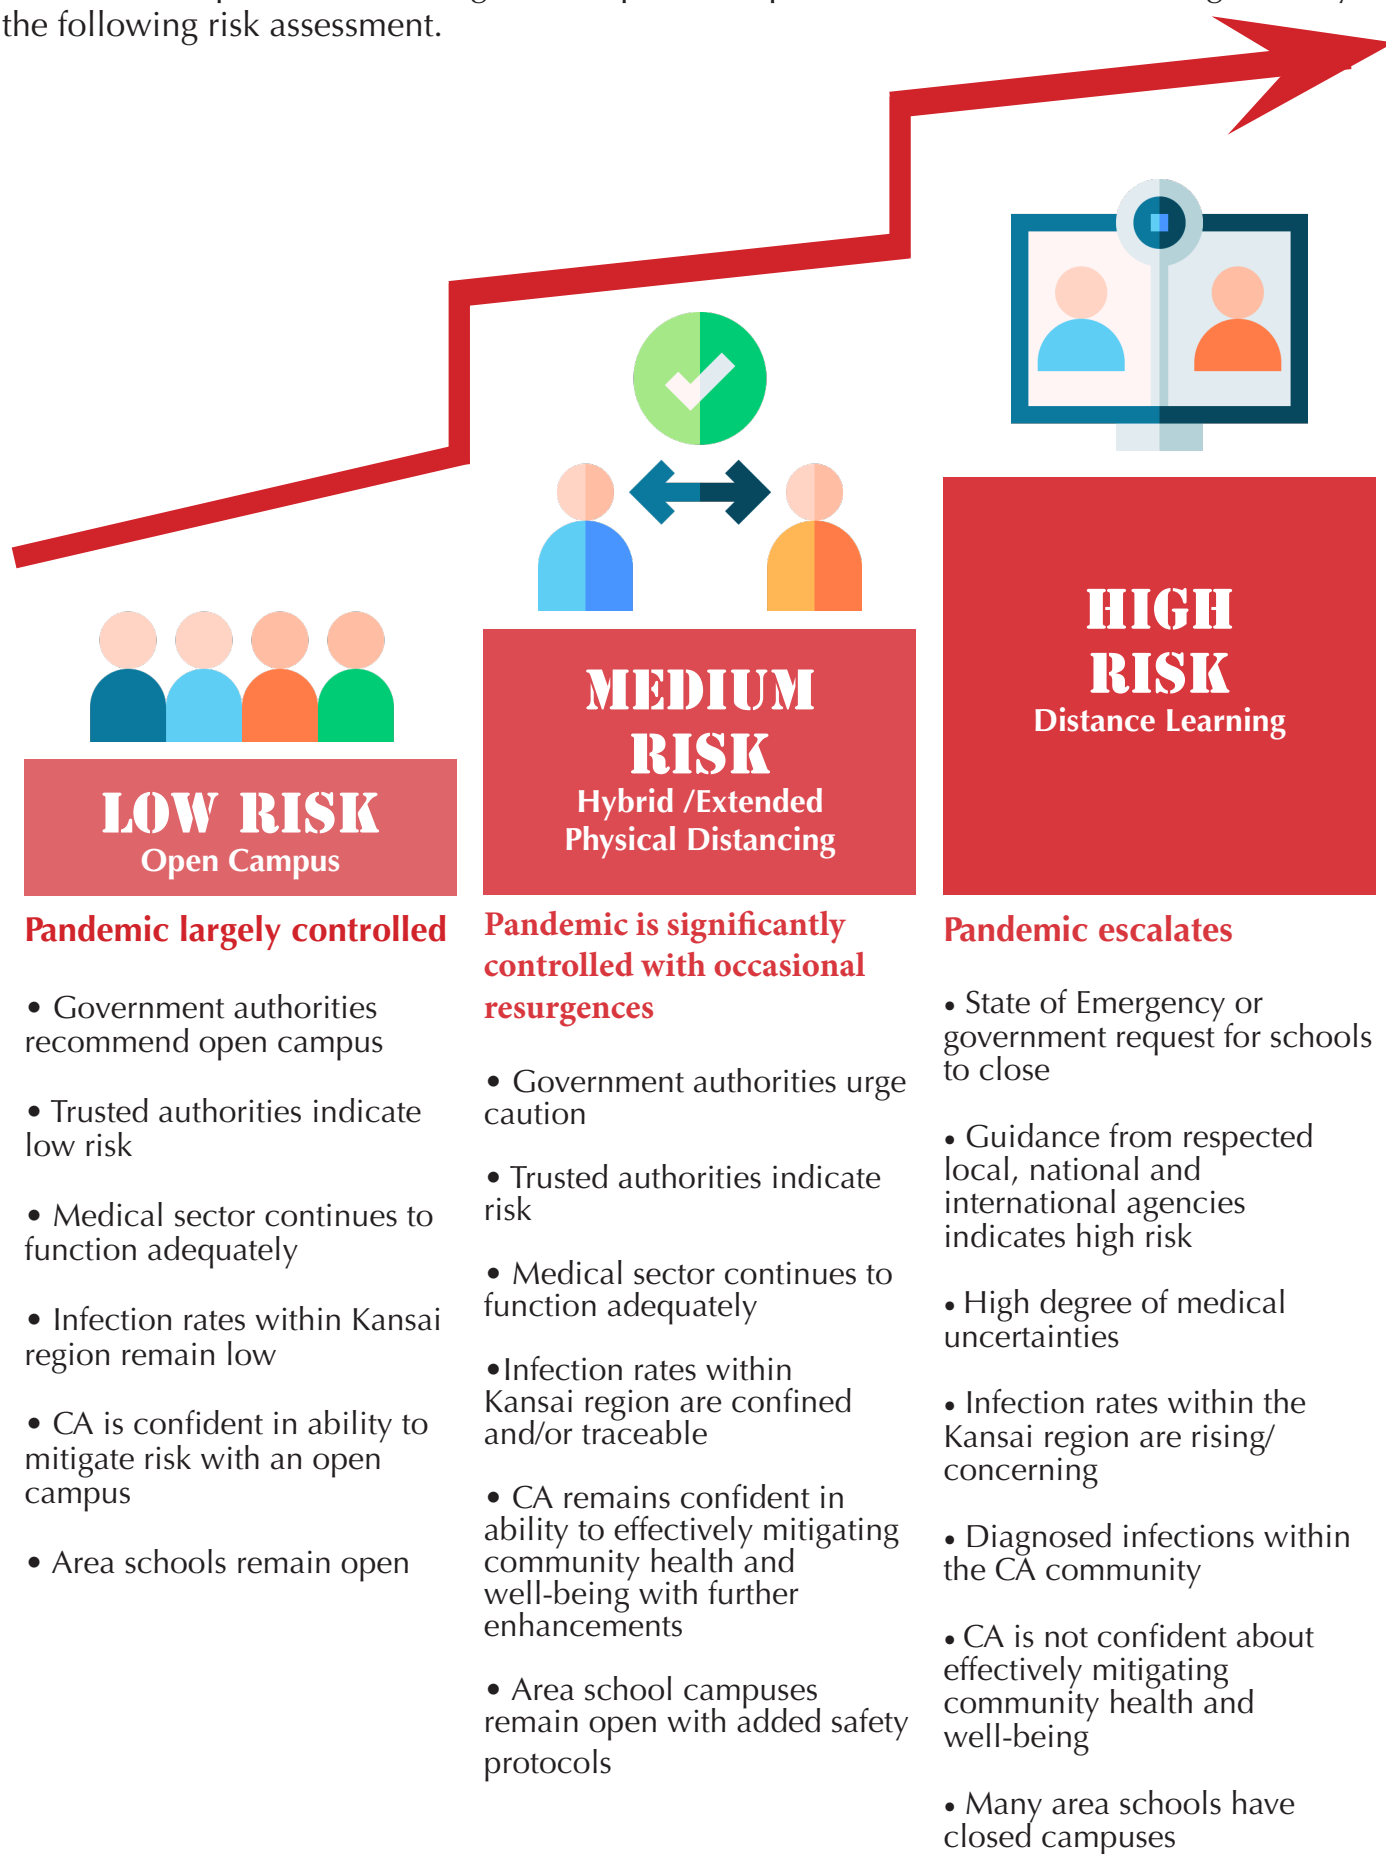 the following risk assessment.
LOW RISK
Open Campus
Pandemic largely controlled
• Government authorities
recommend open campus
• Trusted authorities indicate
low risk
• Medical sector continues to
function adequately
• Infection rates within Kansai
region remain low
• CA is confident in ability to
mitigate risk with an open
campus
• Area schools remain open
MEDIUM
RISK
Hybrid /Extended
Physical Distancing
Pandemic is significantly
controlled with occasional
resurgences
• Government authorities urge
caution
• Trusted authorities indicate
risk
• Medical sector continues to
function adequately
•Infection rates within
Kansai region are confined
and/or traceable
• CA remains confident in
ability to effectively mitigating
community health and
well-being with further
enhancements
• Area school campuses
remain open with added safety
protocols
HIGH
RISK
Distance Learning
Pandemic escalates
• State of Emergency or
government request for schools
to close
• Guidance from respected
local, national and
international agencies
indicates high risk
• High degree of medical
uncertainties
• Infection rates within the
Kansai region are rising/
concerning
• Diagnosed infections within
the CA community
• CA is not confident about
effectively mitigating
community health and
well-being
• Many area schools have
closed campuses